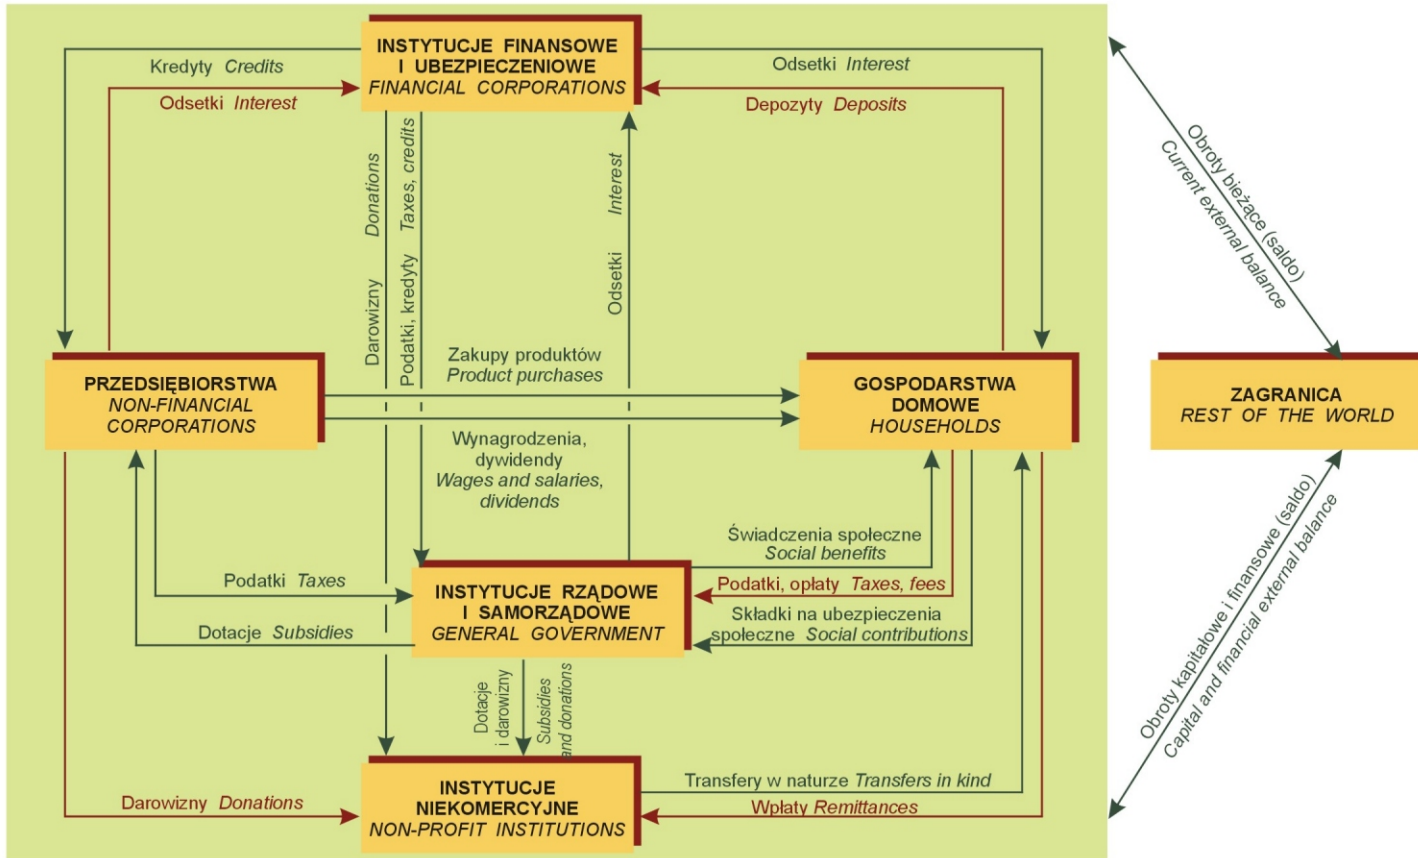 INSTYTUCJE FINANSOWE
I UBEZPIECZENIOWE
FINANCIAL CORPORATIONS
Kredyty Credits
Odsetki Interest
Odsetki Interest
Depozyty Deposits
Darowizny Donations
Podatki, kredyty Taxes, credits
Odsetki Interest
Obroty bieżące (saldo)
Current external balance
PRZEDSIĘBIORSTWA
NON-FINANCIAL
CORPORATIONS
Zakupy produktów
Product purchases
Wynagrodzenia,
dywidendy
Wages and salaries,
dividends
GOSPODARSTWA
DOMOWE
HOUSEHOLDS
ZAGRANICA
REST OF THE WORLD
Podatki Taxes
Dotacje Subsidies
INSTYTUCJE RZĄDOWE
I SAMORZĄDOWE
GENERAL GOVERNMENT
Świadczenia społeczne
Social benefits
Podatki, opłaty Taxes, fees
Składki na ubezpieczenia
społeczne Social contributions
Obroty kapitałowe i finansowe (saldo)
Capital and financial external balance
Dotacje
i darowizny
Subsidies
and donations
Darowizny Donations
INSTYTUCJE
NIEKOMERCYJNE
NON-PROFIT INSTITUTIONS
Transfery w naturze Transfers in kind
Wpłaty Remittances